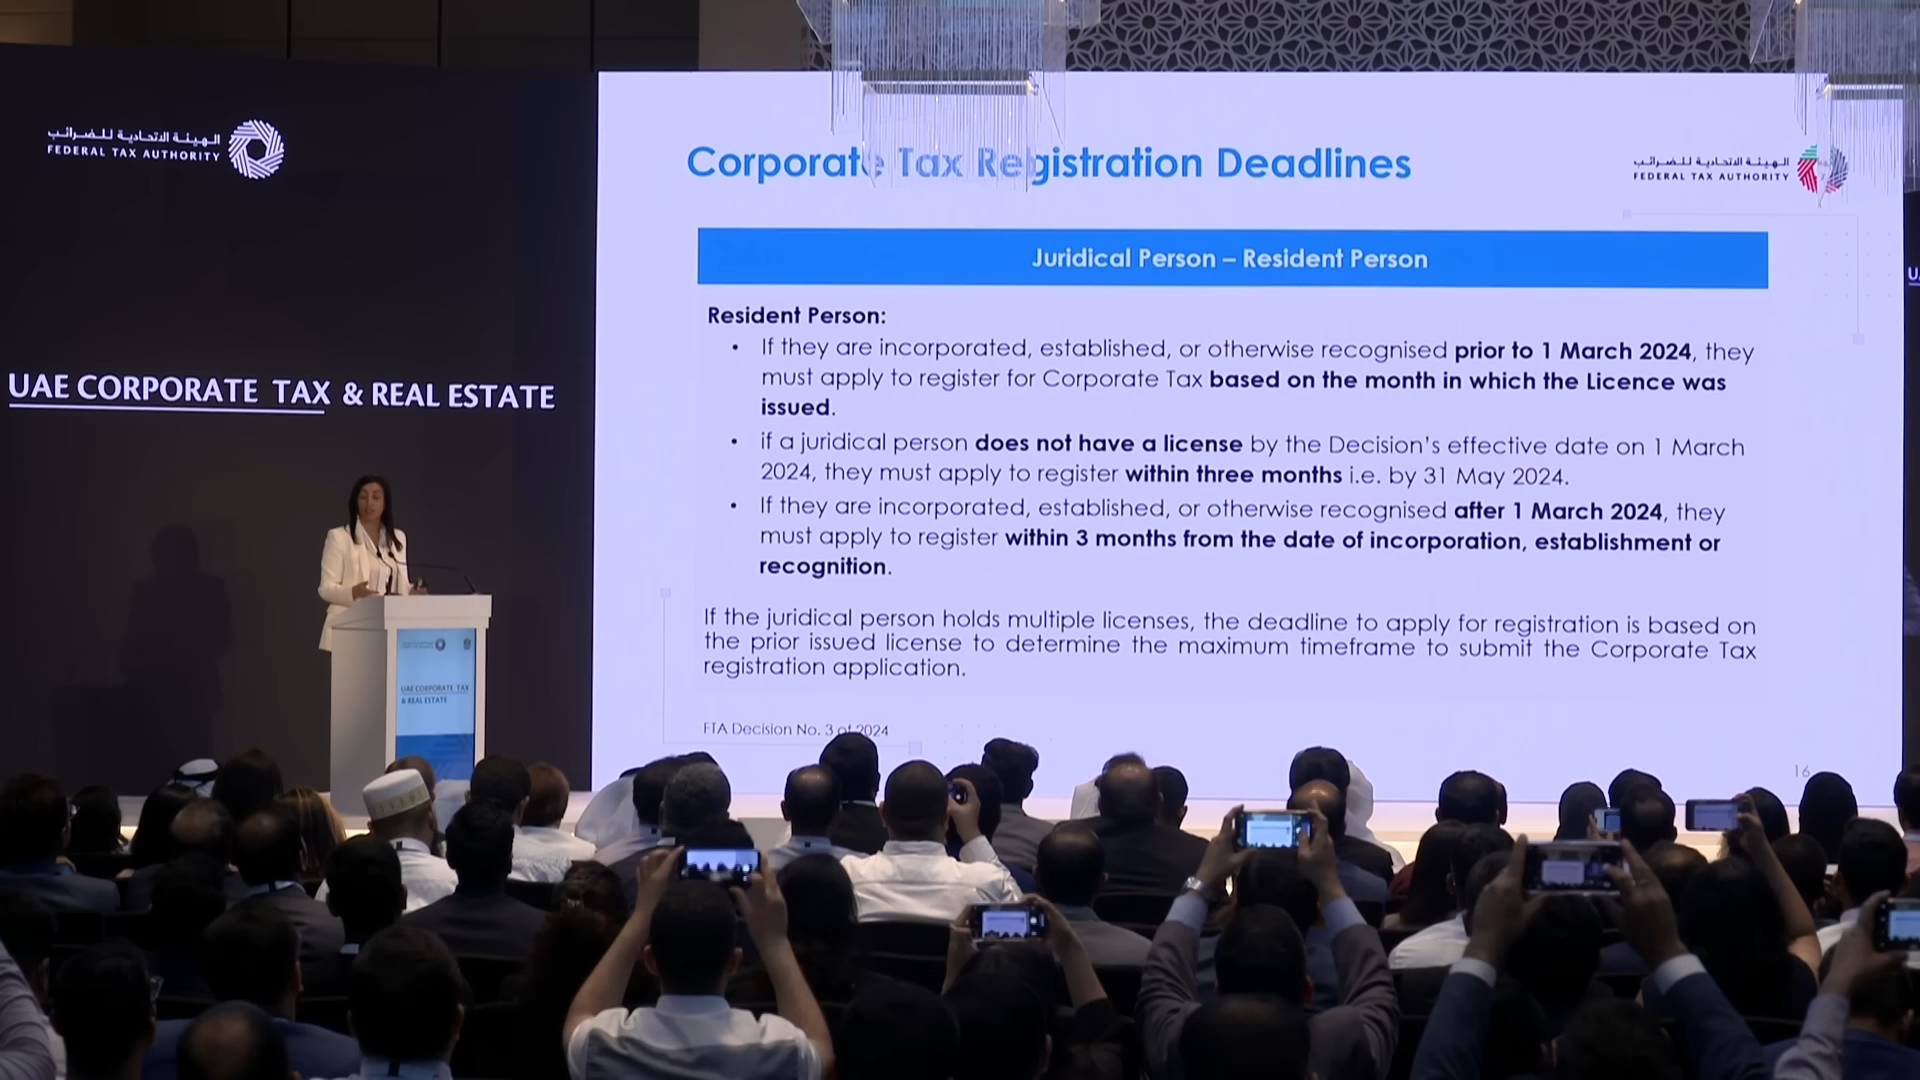 الهيئة الاتحادية للضرائب
FEDERAL TAX AUTHORITY
UAE CORPORATE TAX & REAL ESTATE
Corporate Tax Registration Deadlines
الهيئة الاتحادية للضرائب
FEDERAL TAX AUTHORITY
Juridical Person – Resident Person
Resident Person:
• If they are incorporated, established, or otherwise recognised prior to 1 March 2024, they
must apply to register for Corporate Tax based on the month in which the Licence was
issued.
• if a juridical person does not have a license by the Decision's effective date on 1 March
2024, they must apply to register within three months i.e. by 31 May 2024.
• If they are incorporated, established, or otherwise recognised after 1 March 2024, they
must apply to register within 3 months from the date of incorporation, establishment or
recognition.
If the juridical person holds multiple licenses, the deadline to apply for registration is based on
the prior issued license to determine the maximum timeframe to submit the Corporate Tax
registration application.
FTA Decision No. 3 of 2024
16
UAE CORPORATE TAX
& REAL ESTATE